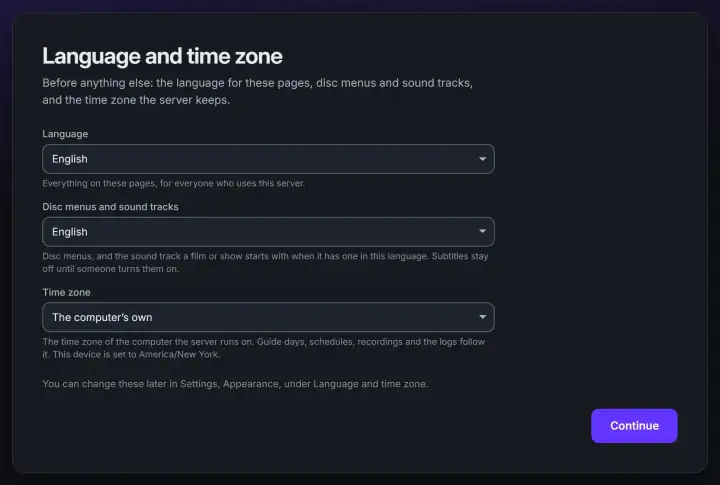 Language and time zone
Before anything else: the language for these pages, disc menus and sound tracks,
and the time zone the server keeps.
Language
English
Everything on these pages, for everyone who uses this server.
Disc menus and sound tracks
English
Disc menus, and the sound track a film or show starts with when it has one in this language. Subtitles stay
off until someone turns them on.
Time zone
The computer’s own
The time zone of the computer the server runs on. Guide days, schedules, recordings and the logs follow
it. This device is set to America/New York.
You can change these later in Settings, Appearance, under Language and time zone.
Continue